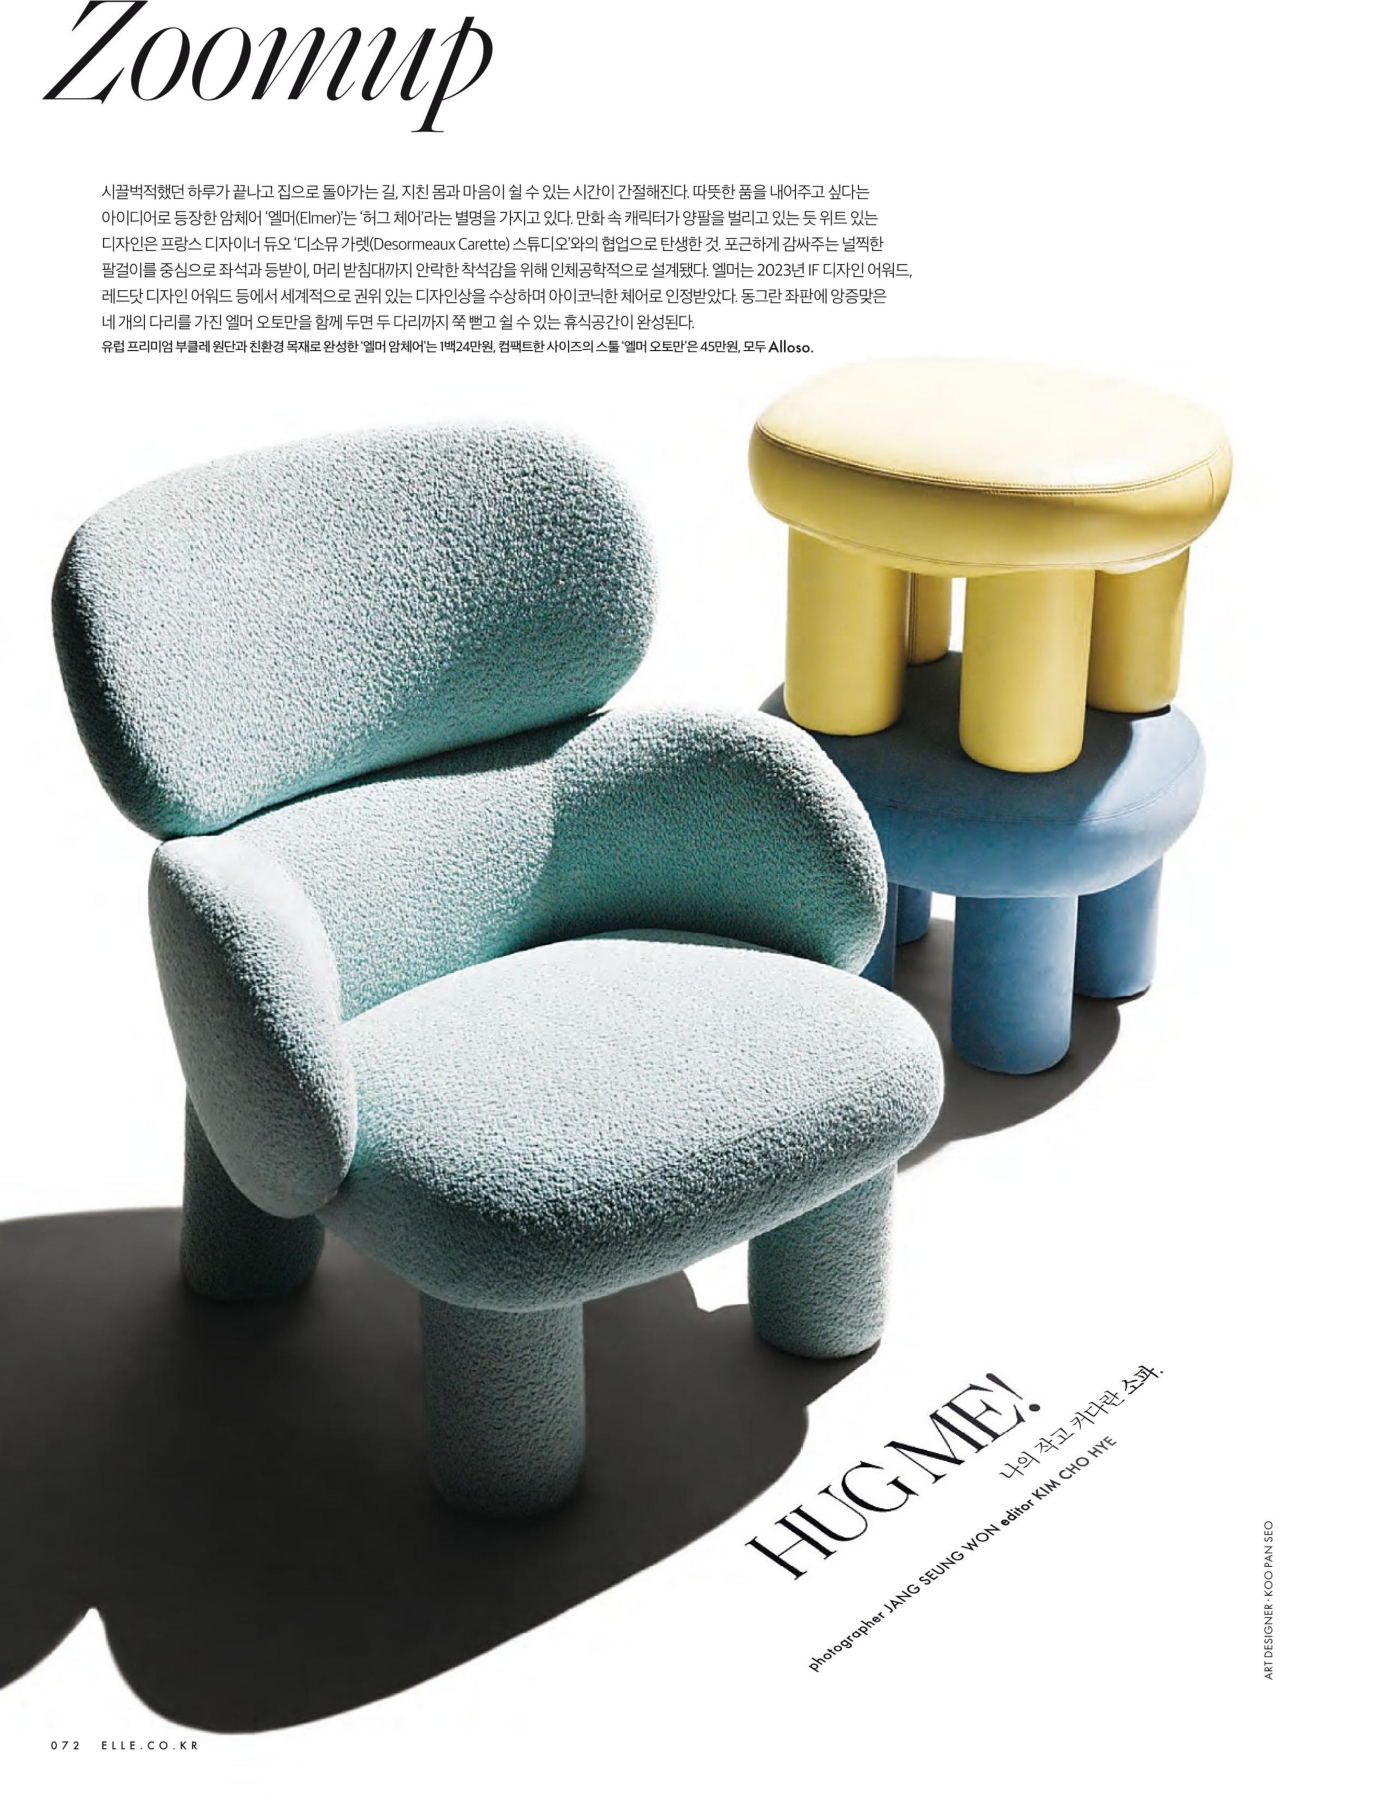 Zoomup
시끌벅적했던 하루가 끝나고 집으로 돌아가는 길, 지친 몸과 마음이 쉴 수 있는 시간이 간절해진다. 따뜻한 품을 내어주고 싶다는
아이디어로 등장한 암체어 ‘엘머(Elmer)’는 ‘허그 체어’라는 별명을 가지고 있다. 만화 속 캐릭터가 양팔을 벌리고 있는 듯 위트 있는
디자인은 프랑스 디자이너 듀오 ‘디소뮤 가렛(Desormeaux Carette) 스튜디오’와의 협업으로 탄생한 것. 포근하게 감싸주는 널찍한
팔걸이를 중심으로 좌석과 등받이, 머리 받침대까지 안락한 착석감을 위해 인체공학적으로 설계됐다. 엘머는 2023년 IF 디자인 어워드,
레드닷 디자인 어워드 등에서 세계적으로 권위 있는 디자인상을 수상하며 아이코닉한 체어로 인정받았다. 동그란 좌판에 앙증맞은
네 개의 다리를 가진 엘머 오토만을 함께 두면 두 다리까지 쭉 뻗고 쉴 수 있는 휴식공간이 완성된다.
유럽 프리미엄 부클레 원단과 친환경 목재로 완성한 ‘엘머 암체어’는 1백24만원, 컴팩트한 사이즈의 스툴 ‘엘머 오토만’은 45만원, 모두 Alloso.
HUG ME!
나의 작고 커다란 소파.
photographer JANG SEUNG WON editor KIM CHO HYE
ART DESIGNER · KOO PAN SEO
072 ELLE.CO.KR